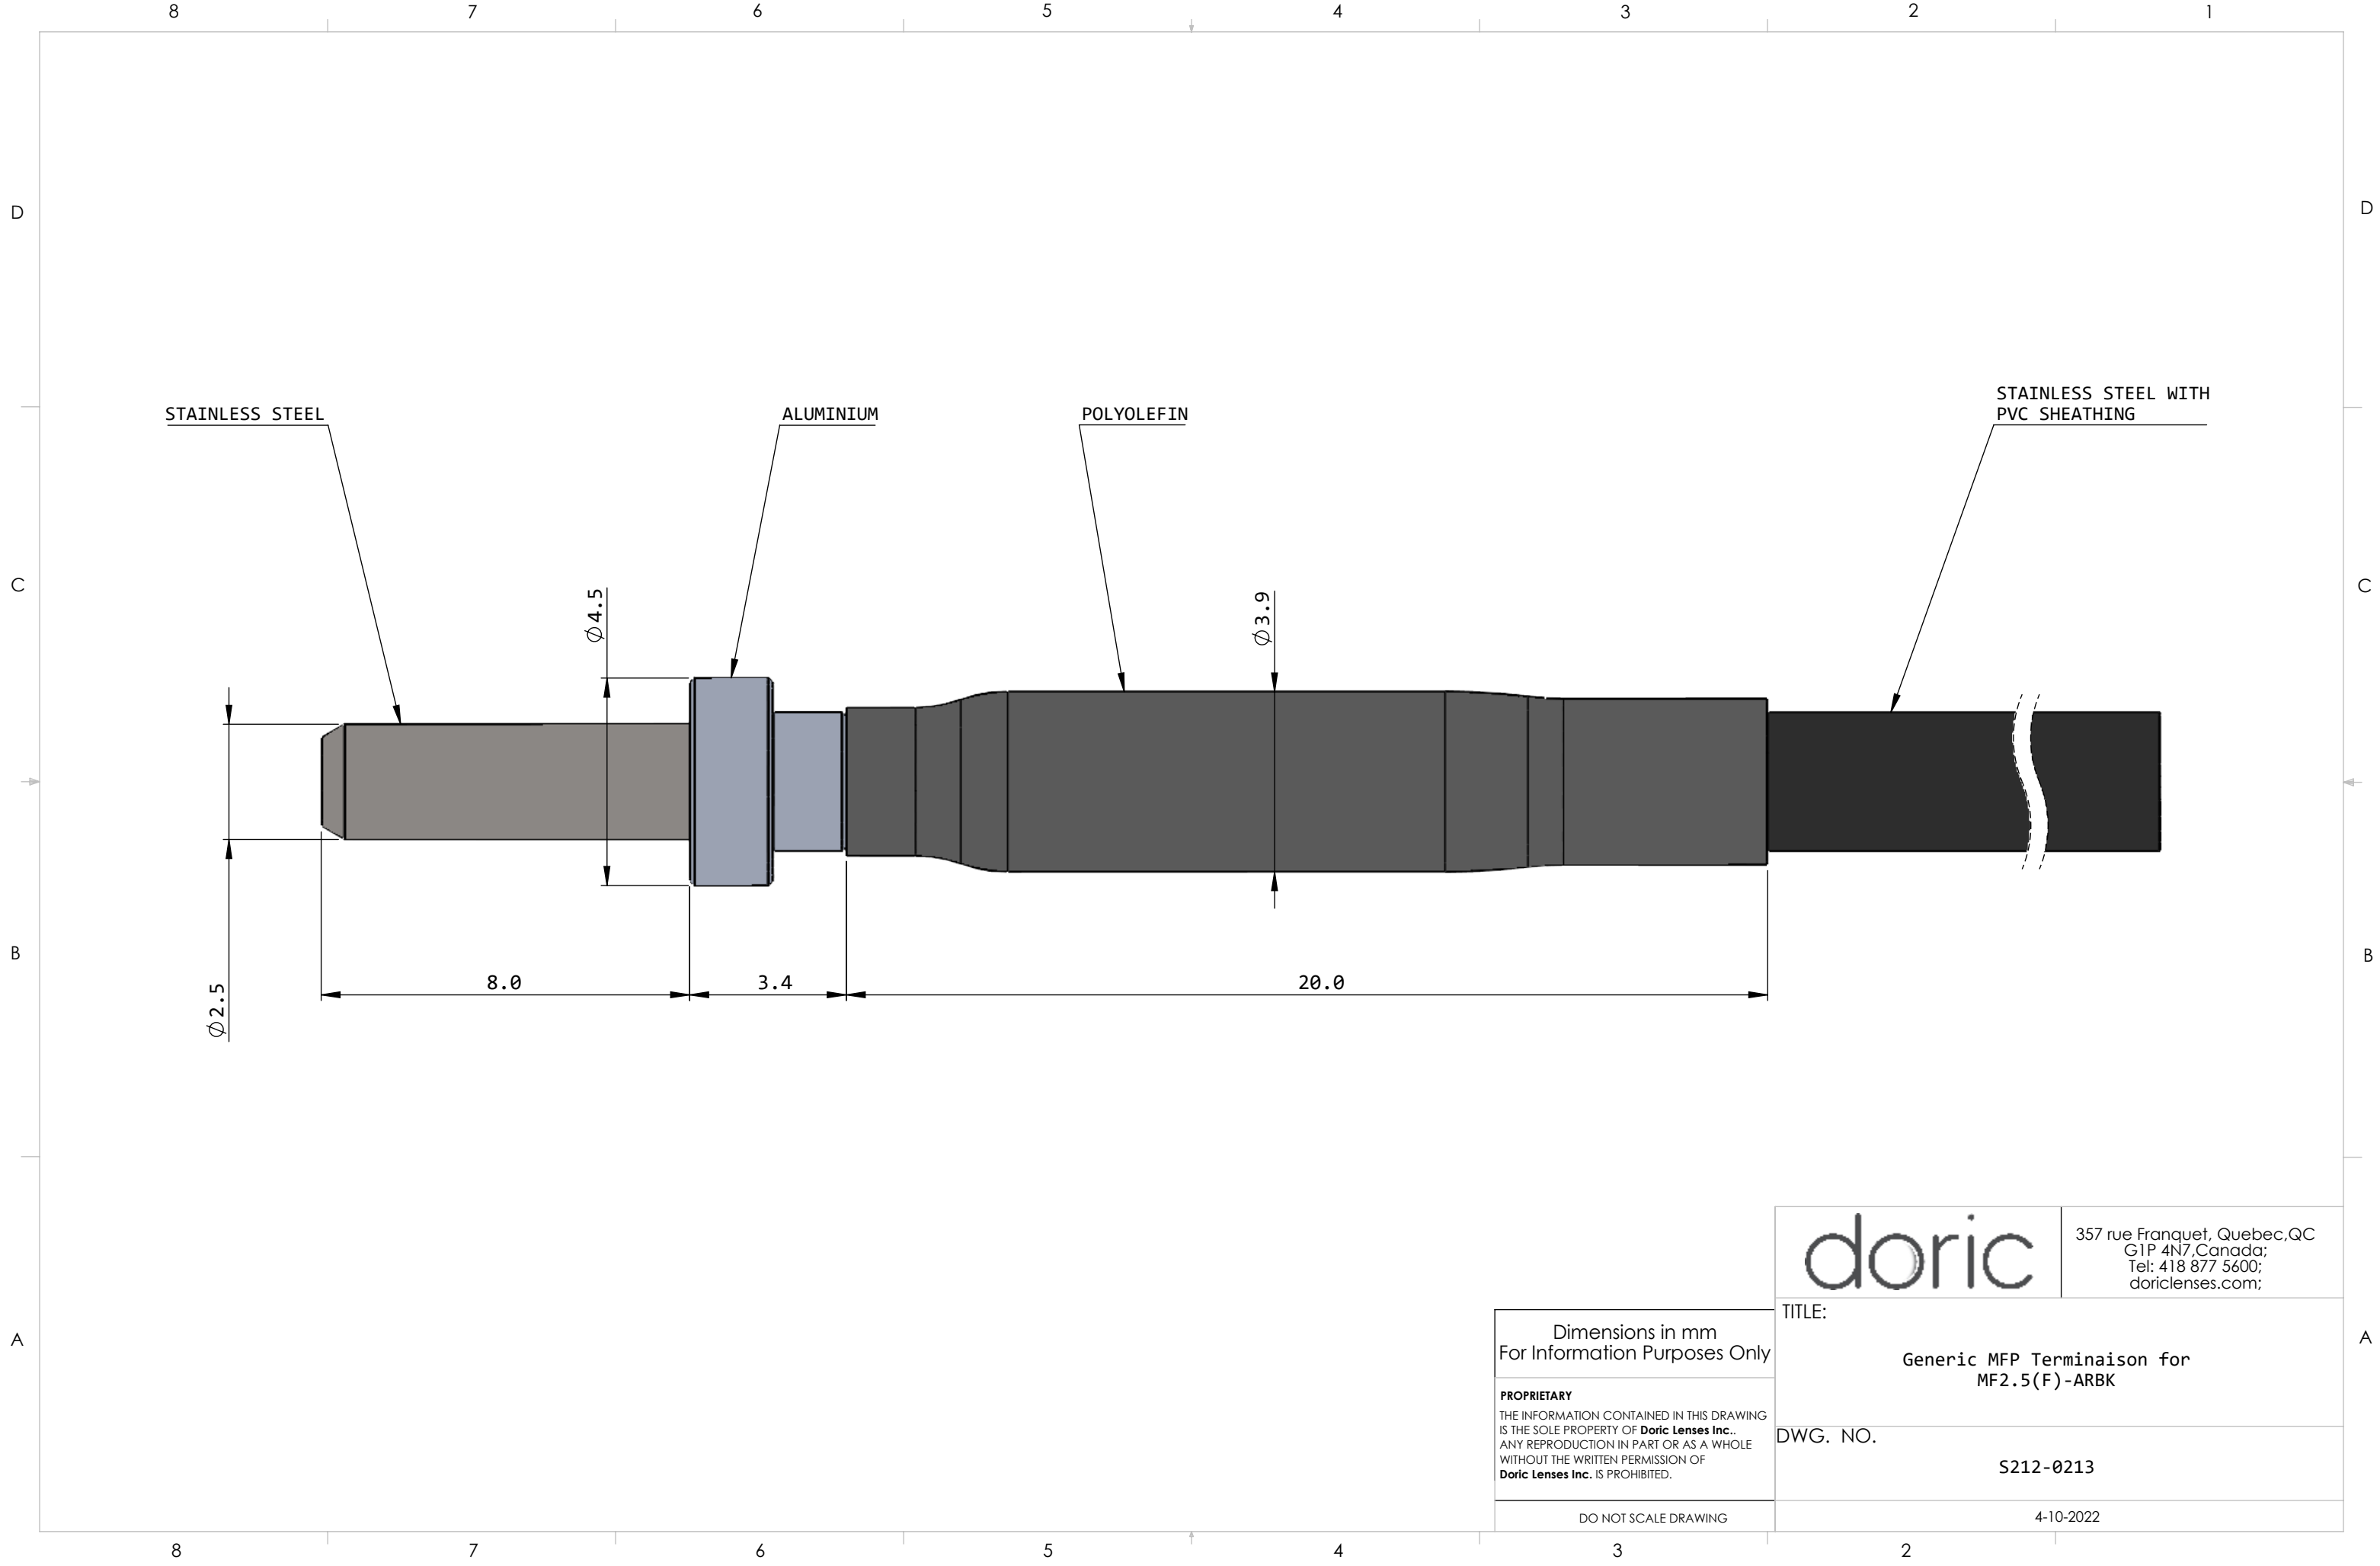 8 7 6 5 4 3 2 1
D D
STAINLESS STEEL WITH
PVC SHEATHING
STAINLESS STEEL
ALUMINIUM
POLYOLEFIN
C C
∅4.5
∅3.9
B B
8.0
3.4
20.0
∅2.5
doric
357 rue Franquet, Quebec,QC
G1P 4N7,Canada;
Tel: 418 877 5600;
doriclenses.com;
A A
Dimensions in mm
For Information Purposes Only
PROPRIETARY
THE INFORMATION CONTAINED IN THIS DRAWING
IS THE SOLE PROPERTY OF Doric Lenses Inc..
ANY REPRODUCTION IN PART OR AS A WHOLE
WITHOUT THE WRITTEN PERMISSION OF
Doric Lenses Inc. IS PROHIBITED.
DO NOT SCALE DRAWING
TITLE:
Generic MFP Terminaison for
MF2.5(F)-ARBK
DWG. NO.
S212-0213
4-10-2022
8 7 6 5 4 3 2